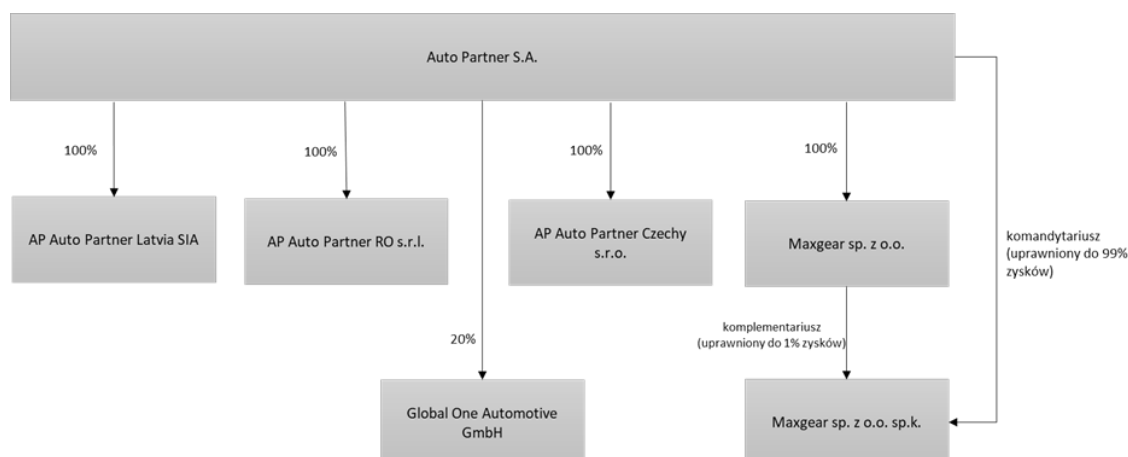 Auto Partner S.A.
100%
100%
100%
100%
AP Auto Partner Latvia SIA
AP Auto Partner RO s.r.l.
AP Auto Partner Czechy
s.r.o.
Maxgear sp. z o.o.
komandytariusz
(uprawniony do 99%
zysków)
20%
komplementariusz
(uprawniony do 1% zysków)
Global One Automotive
GmbH
Maxgear sp. z o.o. sp.k.